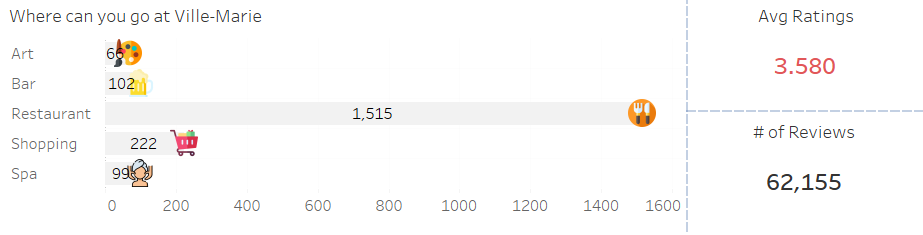 Where can you go at Ville-Marie
Art
Bar 102
Restaurant 1,515
Shopping 222
Spa 99
0 200 400 600 800 1000 1200 1400 1600
Avg Ratings
3.580
# of Reviews
62,155